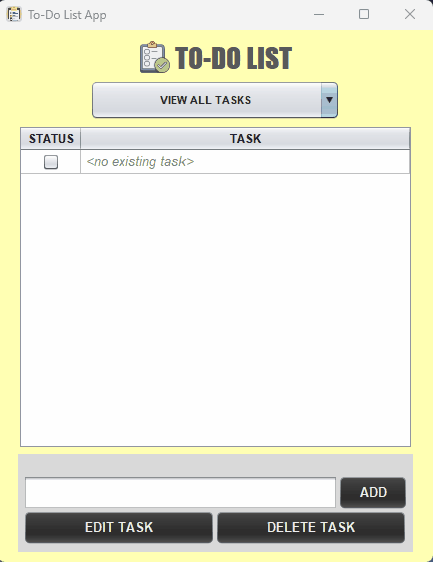 To-Do List App
TO-DO LIST
VIEW ALL TASKS
STATUS TASK
<no existing task>
ADD
EDIT TASK DELETE TASK